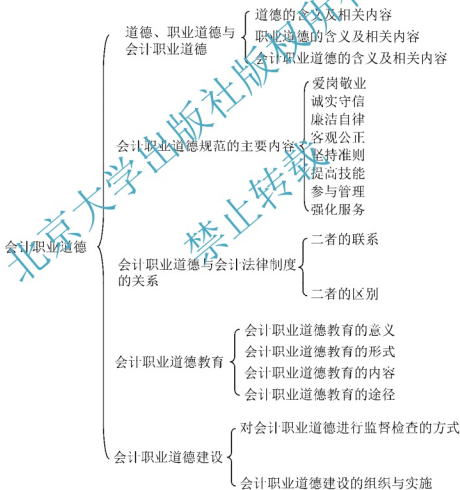 道德、职业道德与
会计职业道德
道德的含义及相关内容
职业道德的含义及相关内容
会计职业道德的含义及相关内容
会计职业道德规范的主要内容
爱岗敬业
诚实守信
廉洁自律
客观公正
坚持准则
提高技能
参与管理
强化服务
会计职业道德
会计职业道德与会计法律制度
的关系
二者的联系
二者的区别
会计职业道德教育
会计职业道德教育的意义
会计职业道德教育的形式
会计职业道德教育的内容
会计职业道德教育的途径
会计职业道德建设
对会计职业道德进行监督检查的方式
会计职业道德建设的组织与实施
北京大学出版社版权所有
禁止转载